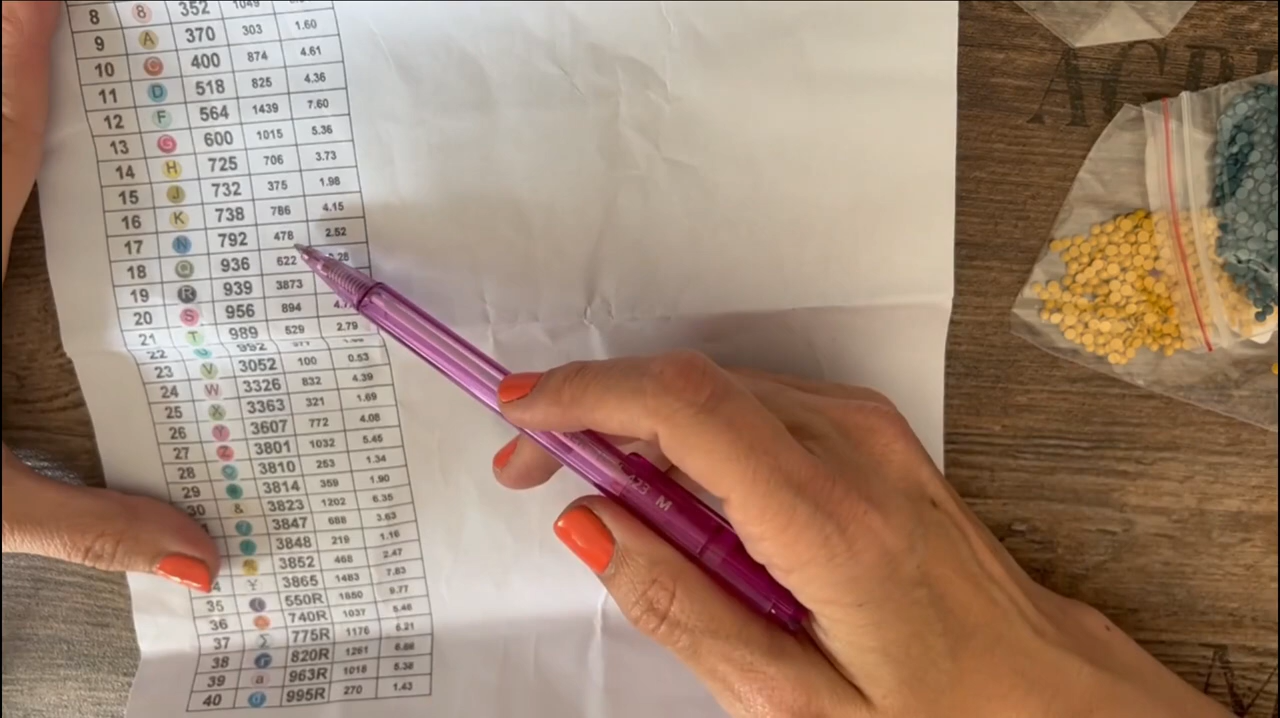 8 8 352 1049
9 A 370 303 1.60
10 C 400 874 4.61
11 D 518 825 4.36
12 F 564 1439 7.60
13 G 600 1015 5.36
14 H 725 706 3.73
15 J 732 375 1.98
16 K 738 786 4.15
17 N 792 478 2.52
18 @ 936 622 .28
19 R 939 3873
20 S 956 894
21 T 989 529 2.79
22 992
23 V 3052 100 0.53
24 W 3326 832 4.39
25 X 3363 321 1.69
26 Y 3607 772 4.08
27 Z 3801 1032 5.45
28 3810 253 1.34
29 3814 359 1.90
30 & 3823 1202 6.35
3847 688 3.63
3848 219 1.16
3852 468 2.47
4 Y 3865 1483 7.83
35 550R 1850 9.77
36 740R 1037 5.48
37 Σ 775R 1176 6.21
38 r 820R 1261 6.66
39 a 963R 1018 5.38
40 d 995R 270 1.43
423 M
ACRI